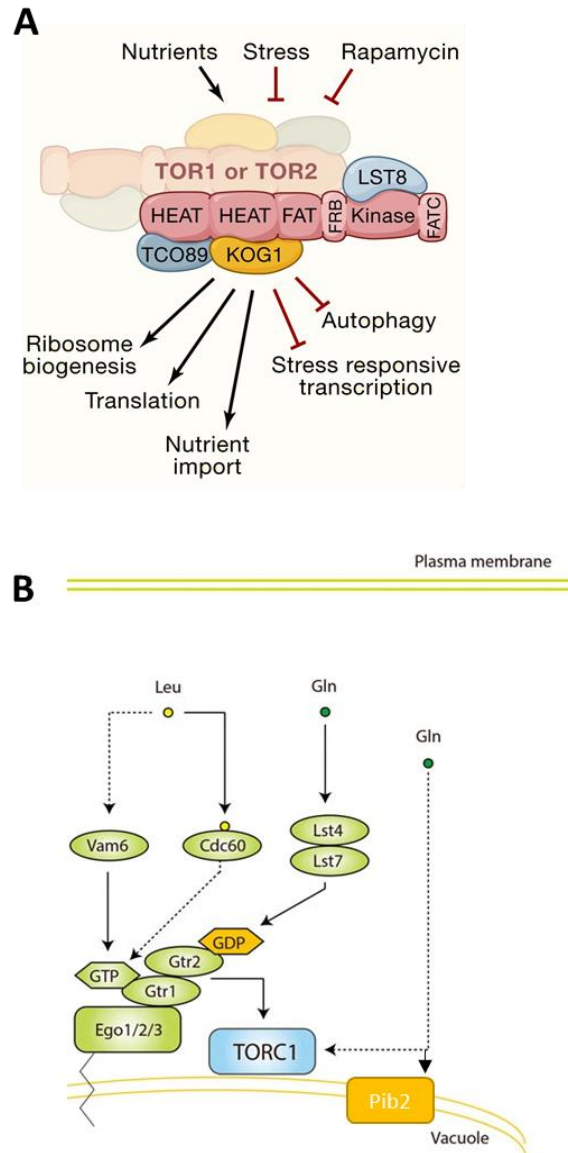 A
Nutrients Stress Rapamycin
TOR1 or TOR2
LST8
HEAT HEAT FAT FRB Kinase FATC
TCO89 KOG1
Autophagy
Ribosome
biogenesis
Stress responsive
transcription
Translation
Nutrient
import
Plasma membrane
B
Leu
Gln
Gln
Vam6
Cdc60
Lst4
Lst7
GDP
Gtr2
GTP
Gtr1
Ego1/2/3
TORC1
Pib2
Vacuole